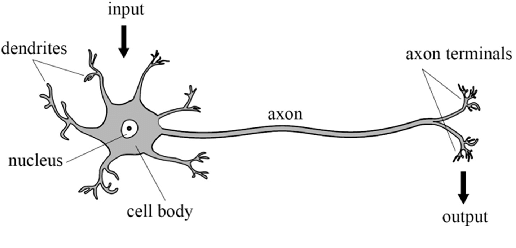 input
dendrites
axon terminals
axon
nucleus
cell body
output